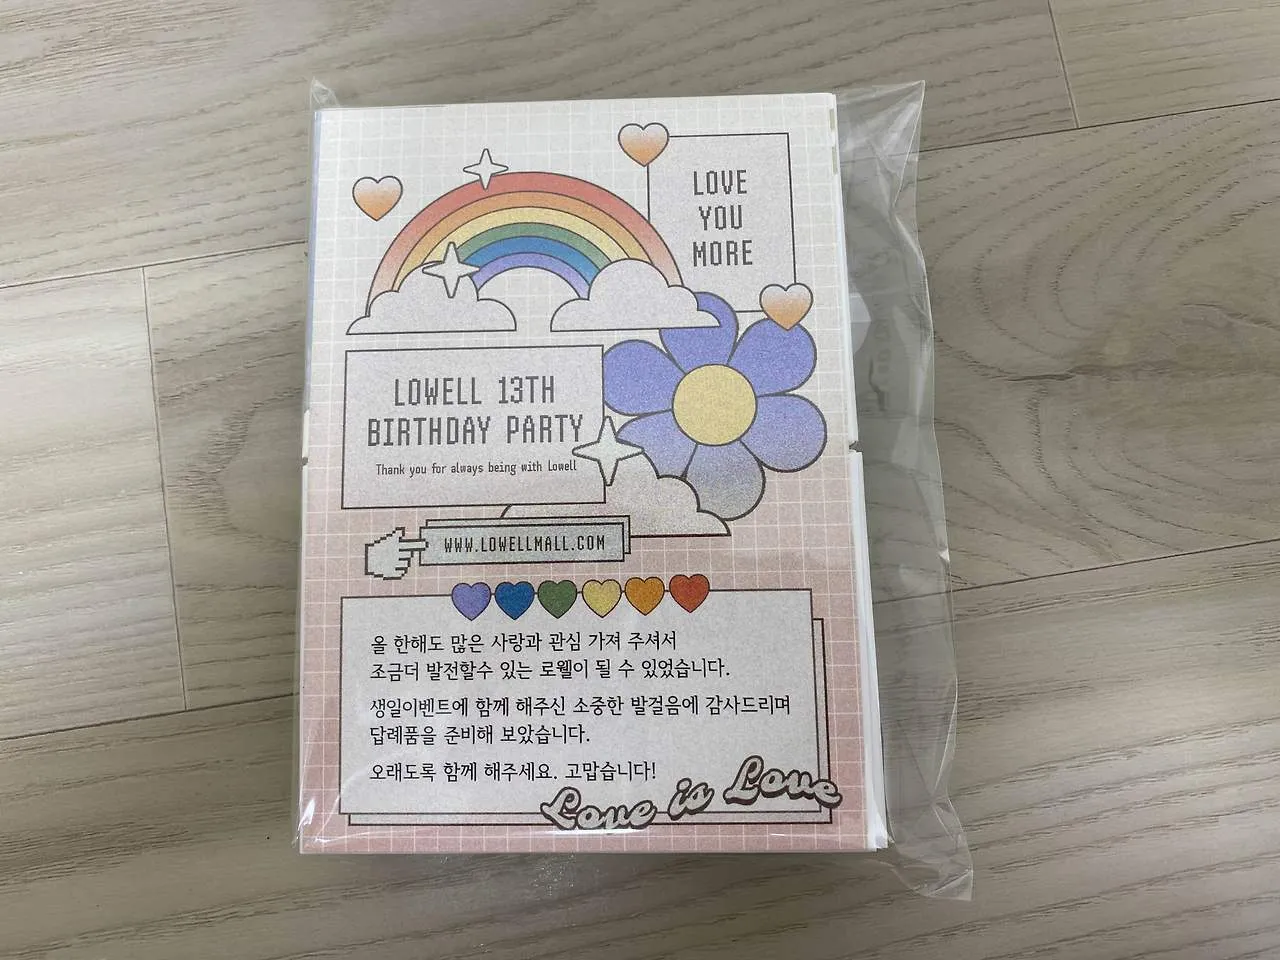 LOVE
YOU
MORE
LOWELL 13TH
BIRTHDAY PARTY
Thank you for always being with Lowell
WWW.LOWELLMALL.COM
올 한해도 많은 사랑과 관심 가져 주셔서
조금더 발전할수 있는 로웰이 될 수 있었습니다.
생일이벤트에 함께 해주신 소중한 발걸음에 감사드리며
답례품을 준비해 보았습니다.
오래도록 함께 해주세요. 고맙습니다!
Love is Love